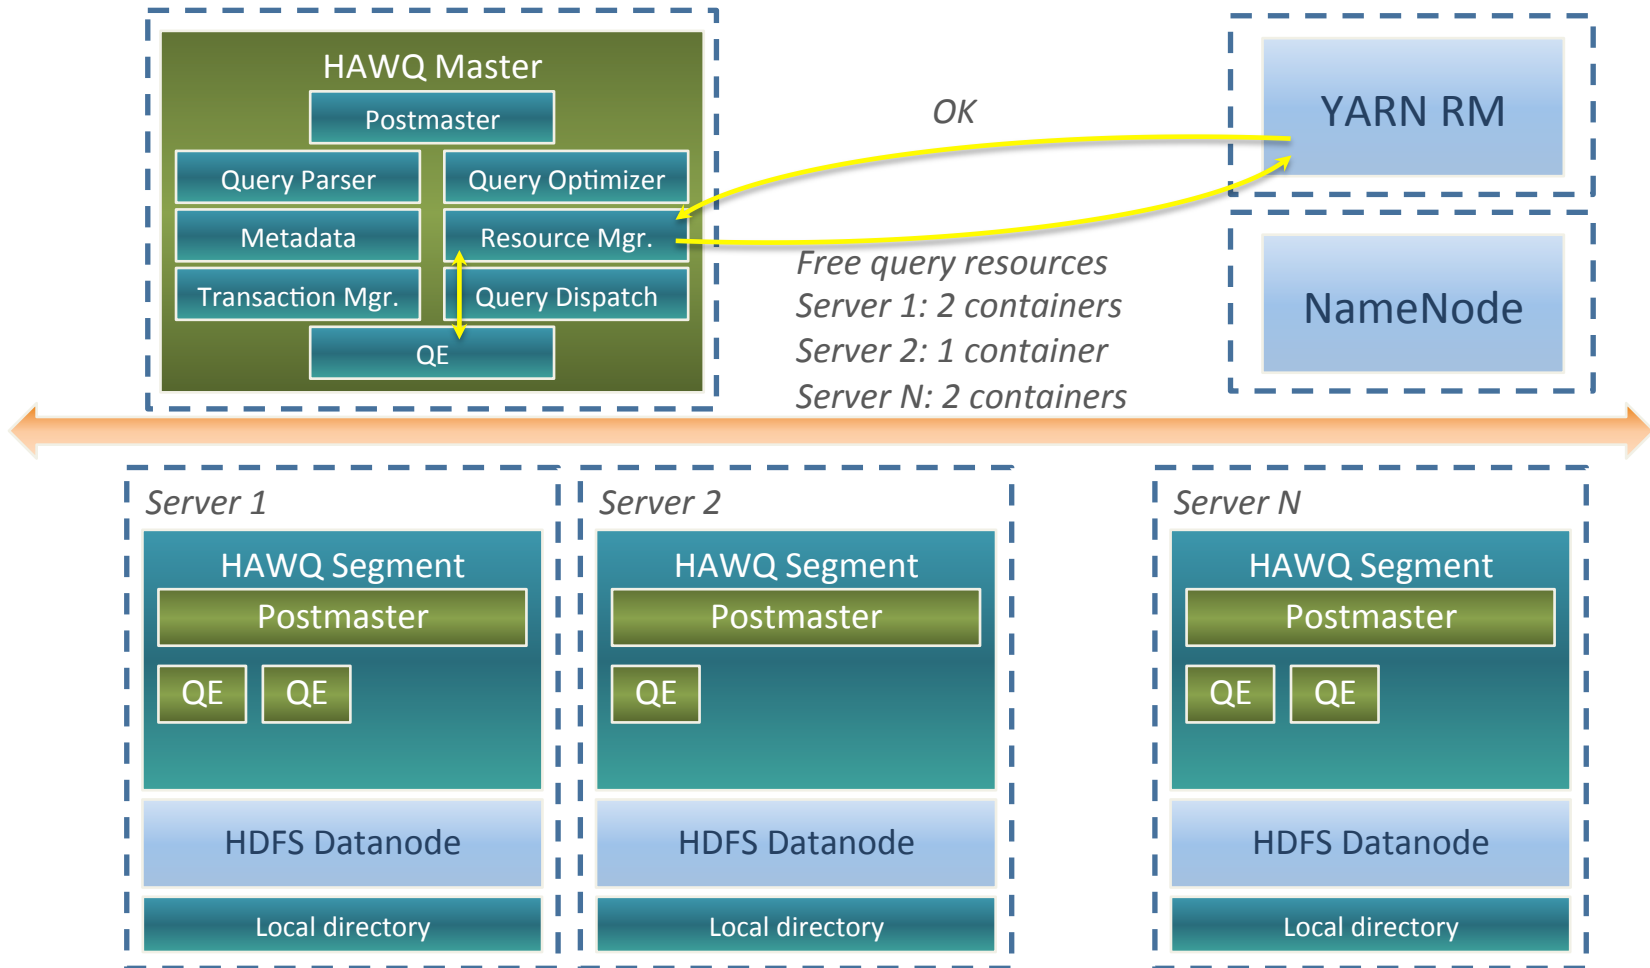 HAWQ Master
Postmaster
Query Parser
Query Optimizer
Metadata
Resource Mgr.
Transaction Mgr.
Query Dispatch
QE
OK
Free query resources
Server 1: 2 containers
Server 2: 1 container
Server N: 2 containers
YARN RM
NameNode
Server 1
HAWQ Segment
Postmaster
QE
QE
HDFS Datanode
Local directory
Server 2
HAWQ Segment
Postmaster
QE
HDFS Datanode
Local directory
Server N
HAWQ Segment
Postmaster
QE
QE
HDFS Datanode
Local directory